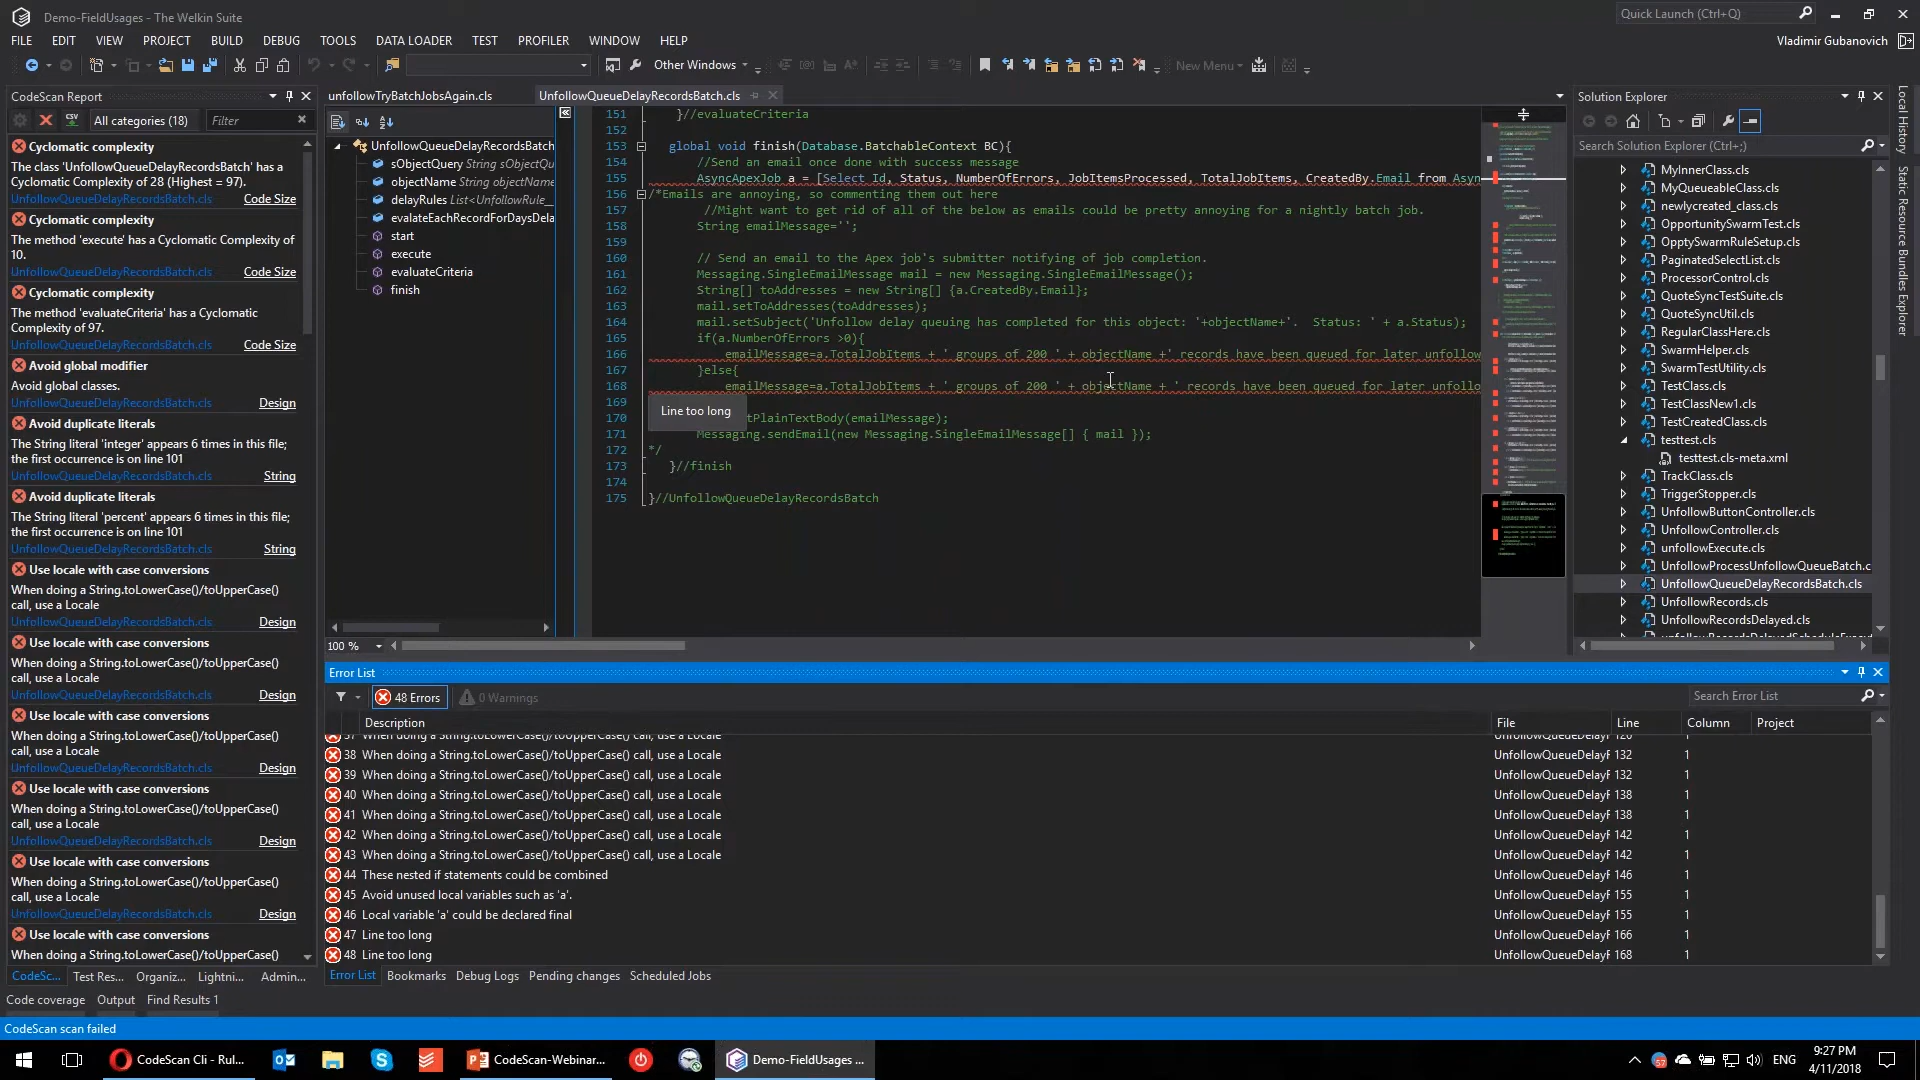 Demo-FieldUsages - The Welkin Suite
Quick Launch (Ctrl+Q)
FILE EDIT VIEW PROJECT BUILD DEBUG TOOLS DATA LOADER TEST PROFILER WINDOW HELP
Vladimir Gubanovich
Other Windows
New Menu
CodeScan Report
All categories (18)
Filter
Cyclomatic complexity
The class 'UnfollowQueueDelayRecordsBatch' has a
Cyclomatic Complexity of 28 (Highest = 97).
UnfollowQueueDelayRecordsBatch.cls Code Size
Cyclomatic complexity
The method 'execute' has a Cyclomatic Complexity of
10.
UnfollowQueueDelayRecordsBatch.cls Code Size
Cyclomatic complexity
The method 'evaluateCriteria' has a Cyclomatic
Complexity of 97.
UnfollowQueueDelayRecordsBatch.cls Code Size
Avoid global modifier
Avoid global classes.
UnfollowQueueDelayRecordsBatch.cls Design
Avoid duplicate literals
The String literal 'integer' appears 6 times in this file;
the first occurrence is on line 101
UnfollowQueueDelayRecordsBatch.cls String
Avoid duplicate literals
The String literal 'percent' appears 6 times in this file;
the first occurrence is on line 101
UnfollowQueueDelayRecordsBatch.cls String
Use locale with case conversions
When doing a String.toLowerCase()/toUpperCase()
call, use a Locale
UnfollowQueueDelayRecordsBatch.cls Design
Use locale with case conversions
When doing a String.toLowerCase()/toUpperCase()
call, use a Locale
UnfollowQueueDelayRecordsBatch.cls Design
Use locale with case conversions
When doing a String.toLowerCase()/toUpperCase()
call, use a Locale
UnfollowQueueDelayRecordsBatch.cls Design
Use locale with case conversions
When doing a String.toLowerCase()/toUpperCase()
call, use a Locale
UnfollowQueueDelayRecordsBatch.cls Design
Use locale with case conversions
When doing a String.toLowerCase()/toUpperCase()
call, use a Locale
UnfollowQueueDelayRecordsBatch.cls Design
Use locale with case conversions
When doing a String.toLowerCase()/toUpperCase()
CodeSc... Test Res... Organiz... Lightni... Admin...
Code coverage Output Find Results 1
unfollowTryBatchJobsAgain.cls
UnfollowQueueDelayRecordsBatch.cls
UnfollowQueueDelayRecordsBatch
sObjectQuery String sObjectQu
objectName String objectName
delayRules List<UnfollowRule__
evalateEachRecordForDaysDela
start
execute
evaluateCriteria
finish
151 }//evaluateCriteria
152
153 global void finish(Database.BatchableContext BC){
154 //Send an email once done with success message
155 AsyncApexJob a = [Select Id, Status, NumberOfErrors, JobItemsProcessed, TotalJobItems, CreatedBy.Email from Asyn
156 /*Emails are annoying, so commenting them out here
157 //Might want to get rid of all of the below as emails could be pretty annoying for a nightly batch job.
158 String emailMessage='';
159
160 // Send an email to the Apex job's submitter notifying of job completion.
161 Messaging.SingleEmailMessage mail = new Messaging.SingleEmailMessage();
162 String[] toAddresses = new String[] {a.CreatedBy.Email};
163 mail.setToAddresses(toAddresses);
164 mail.setSubject('Unfollow delay queuing has completed for this object: '+objectName+'.  Status: ' + a.Status);
165 if(a.NumberOfErrors >0){
166 emailMessage=a.TotalJobItems + ' groups of 200 ' + objectName +' records have been queued for later unfollow
167 }else{
168 emailMessage=a.TotalJobItems + ' groups of 200 ' + objectName + ' records have been queued for later unfollo
169
Line too long
170 tPlainTextBody(emailMessage);
171 Messaging.sendEmail(new Messaging.SingleEmailMessage[] { mail });
172 */
173 }//finish
174
175 }//UnfollowQueueDelayRecordsBatch
100 %
Solution Explorer
Search Solution Explorer (Ctrl+;)
MyInnerClass.cls
MyQueueableClass.cls
newlycreated_class.cls
OpportunitySwarmTest.cls
OpptySwarmRuleSetup.cls
PaginatedSelectList.cls
ProcessorControl.cls
QuoteSyncTestSuite.cls
QuoteSyncUtil.cls
RegularClassHere.cls
SwarmHelper.cls
SwarmTestUtility.cls
TestClass.cls
TestClassNew1.cls
TestCreatedClass.cls
testtest.cls
testtest.cls-meta.xml
TrackClass.cls
TriggerStopper.cls
UnfollowButtonController.cls
UnfollowController.cls
unfollowExecute.cls
UnfollowProcessUnfollowQueueBatch.c
UnfollowQueueDelayRecordsBatch.cls
UnfollowRecords.cls
UnfollowRecordsDelayed.cls
Local History
Static Resource Bundles Explorer
Error List
48 Errors
0 Warnings
Search Error List
Description File Line Column Project
37 When doing a String.toLowerCase()/toUpperCase() call, use a Locale UnfollowQueueDelayF 126 1
38 When doing a String.toLowerCase()/toUpperCase() call, use a Locale UnfollowQueueDelayF 132 1
39 When doing a String.toLowerCase()/toUpperCase() call, use a Locale UnfollowQueueDelayF 132 1
40 When doing a String.toLowerCase()/toUpperCase() call, use a Locale UnfollowQueueDelayF 138 1
41 When doing a String.toLowerCase()/toUpperCase() call, use a Locale UnfollowQueueDelayF 138 1
42 When doing a String.toLowerCase()/toUpperCase() call, use a Locale UnfollowQueueDelayF 142 1
43 When doing a String.toLowerCase()/toUpperCase() call, use a Locale UnfollowQueueDelayF 142 1
44 These nested if statements could be combined UnfollowQueueDelayF 146 1
45 Avoid unused local variables such as 'a'. UnfollowQueueDelayF 155 1
46 Local variable 'a' could be declared final UnfollowQueueDelayF 155 1
47 Line too long UnfollowQueueDelayF 166 1
48 Line too long UnfollowQueueDelayF 168 1
Error List Bookmarks Debug Logs Pending changes Scheduled Jobs
CodeScan scan failed
CodeScan Cli - Rul...
CodeScan-Webinar...
Demo-FieldUsages ...
57
ENG
9:27 PM
4/11/2018